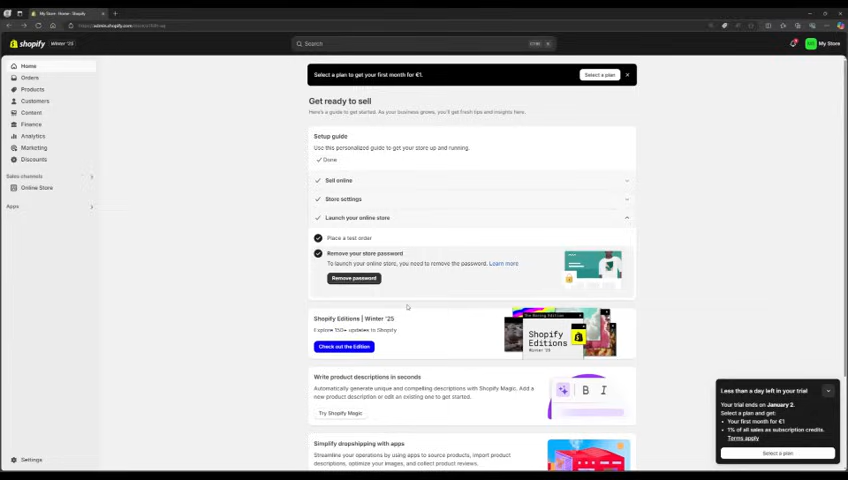 My Store · Home · Shopify
shopify
Winter '25
Search
CTRL
K
My Store
Home
Orders
Products
Customers
Content
Finance
Analytics
Marketing
Discounts
Sales channels
Online Store
Apps
Settings
Select a plan to get your first month for €1.
Select a plan
Get ready to sell
Here's a guide to get started. As your business grows, you'll get fresh tips and insights here.
Setup guide
Use this personalized guide to get your store up and running.
Done
Sell online
Store settings
Launch your online store
Place a test order
Remove your store password
To launch your online store, you need to remove the password. Learn more
Remove password
Shopify Editions | Winter '25
Explore 150+ updates to Shopify
Check out the Edition
The Boring Edition
Shopify
Editions
Winter '25
Write product descriptions in seconds
Automatically generate unique and compelling descriptions with Shopify Magic. Add a
new product description or edit an existing one to get started.
Try Shopify Magic
B I
Simplify dropshipping with apps
Streamline your operations by using apps to source products, import product
descriptions, optimize your images, and collect product reviews.
Less than a day left in your trial
Your trial ends on January 2.
Select a plan and get:
• Your first month for €1
• 1% of all sales as subscription credits.
Terms apply
Select a plan